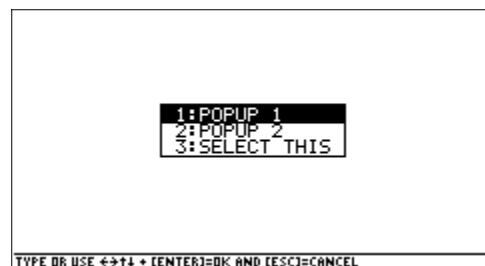 1:POPUP 1
2:POPUP 2
3:SELECT THIS
TYPE OR USE ←→↑↓ + [ENTER]=OK AND [ESC]=CANCEL